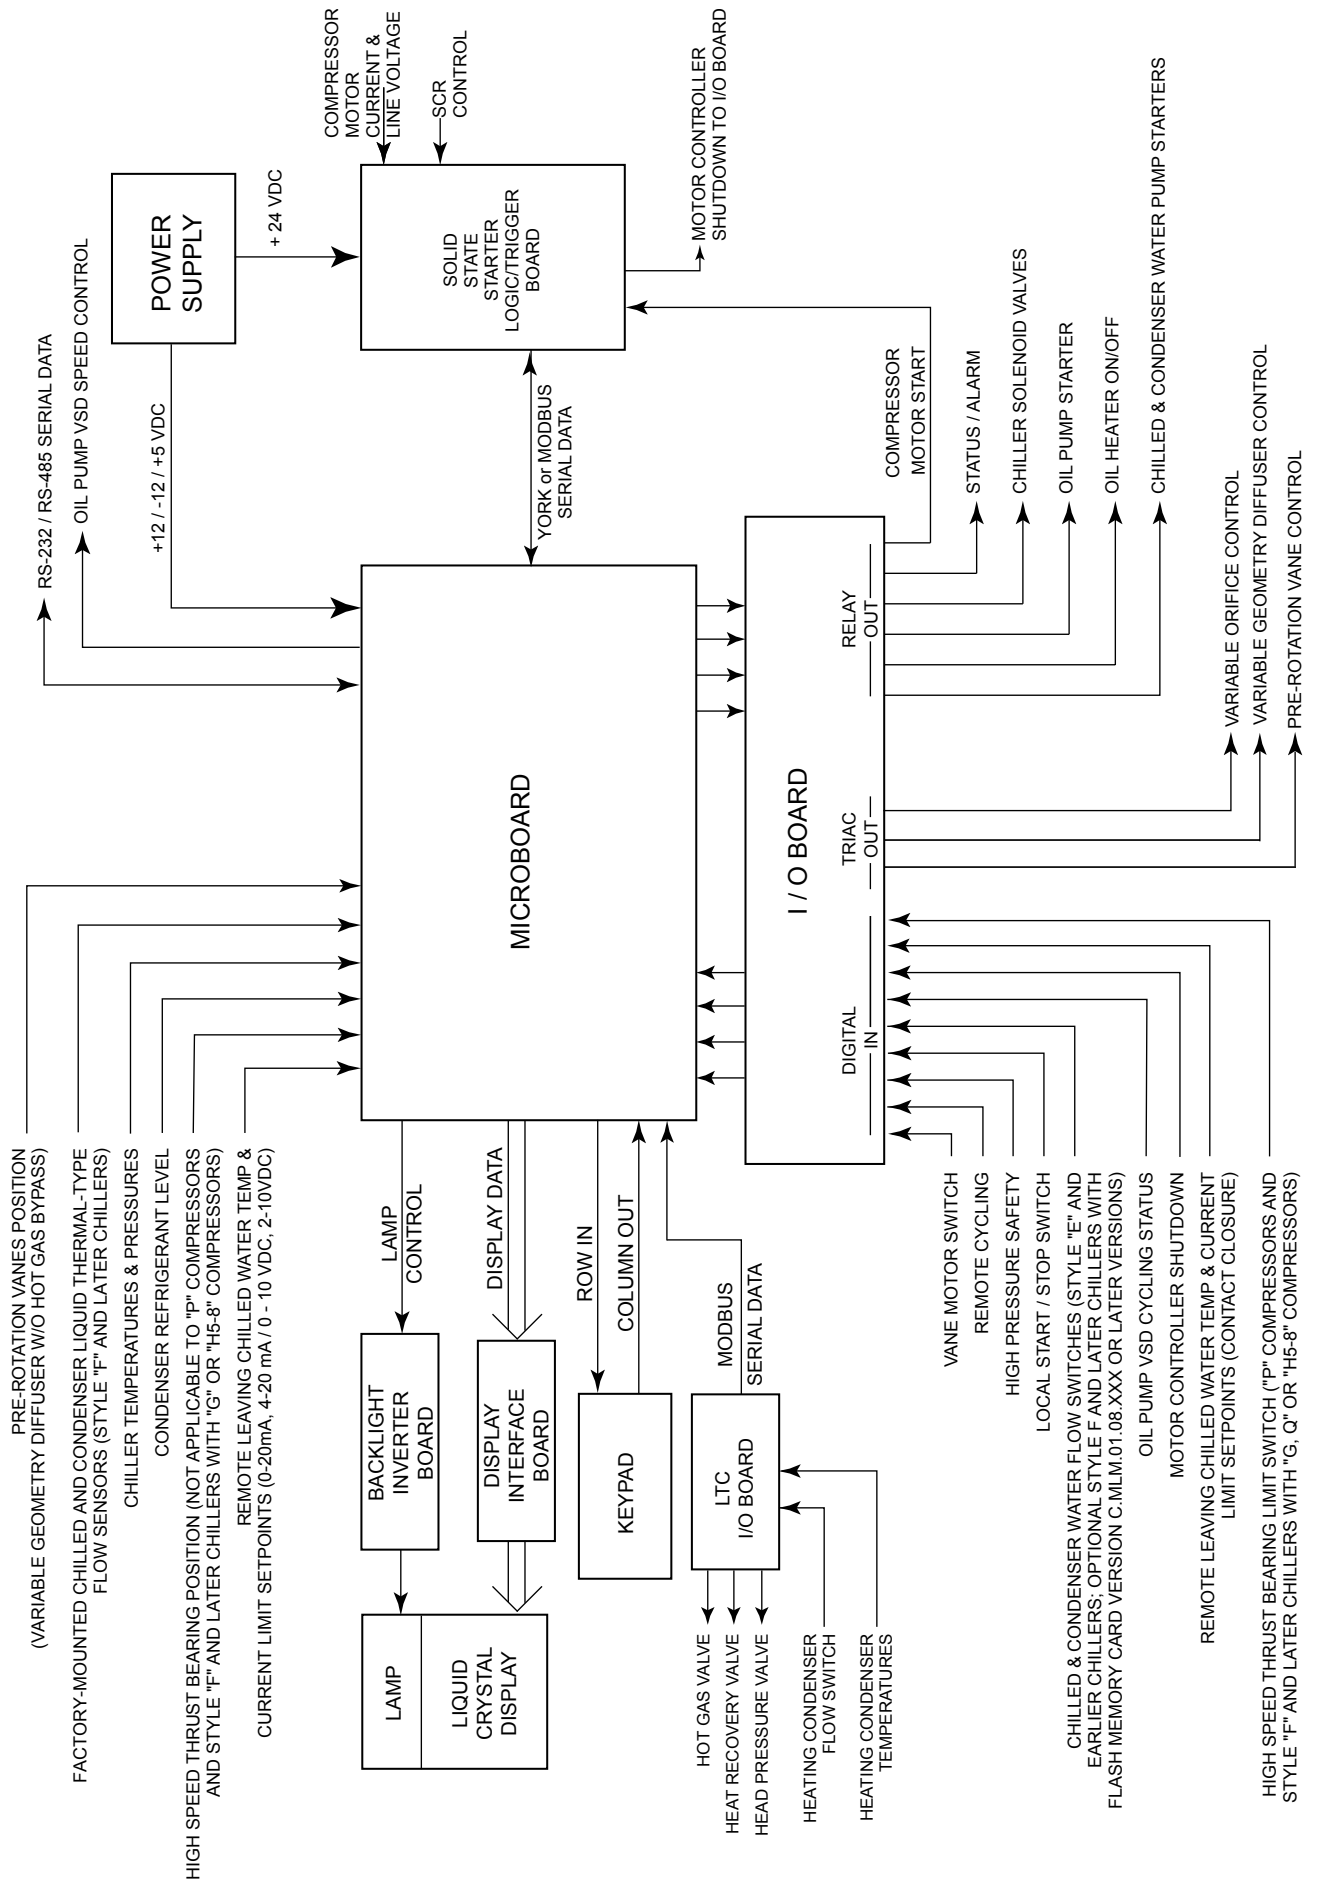 PRE-ROTATION VANES POSITION
(VARIABLE GEOMETRY DIFFUSER W/O HOT GAS BYPASS)
FACTORY-MOUNTED CHILLED AND CONDENSER LIQUID THERMAL-TYPE
FLOW SENSORS (STYLE "F" AND LATER CHILLERS)
CHILLER TEMPERATURES & PRESSURES
CONDENSER REFRIGERANT LEVEL
HIGH SPEED THRUST BEARING POSITION (NOT APPLICABLE TO "P" COMPRESSORS
AND STYLE "F" AND LATER CHILLERS WITH "G" OR "H5-8" COMPRESSORS)
REMOTE LEAVING CHILLED WATER TEMP &
CURRENT LIMIT SETPOINTS (0-20mA, 4-20 mA / 0 - 10 VDC, 2-10VDC)
RS-232 / RS-485 SERIAL DATA
OIL PUMP VSD SPEED CONTROL
POWER
SUPPLY
+12 / -12 / +5 VDC
+ 24 VDC
COMPRESSOR
MOTOR
CURRENT &
LINE VOLTAGE
SCR
CONTROL
LAMP
LIQUID
CRYSTAL
DISPLAY
BACKLIGHT
INVERTER
BOARD
LAMP
CONTROL
DISPLAY
INTERFACE
BOARD
DISPLAY DATA
KEYPAD
ROW IN
COLUMN OUT
MICROBOARD
YORK or MODBUS
SERIAL DATA
SOLID
STATE
STARTER
LOGIC/TRIGGER
BOARD
MOTOR CONTROLLER
SHUTDOWN TO I/O BOARD
LTC
I/O BOARD
MODBUS
SERIAL DATA
HOT GAS VALVE
HEAT RECOVERY VALVE
HEAD PRESSURE VALVE
HEATING CONDENSER
FLOW SWITCH
HEATING CONDENSER
TEMPERATURES
I / O BOARD
DIGITAL
IN
TRIAC
OUT
RELAY
OUT
COMPRESSOR
MOTOR START
STATUS / ALARM
CHILLER SOLENOID VALVES
OIL PUMP STARTER
OIL HEATER ON/OFF
CHILLED & CONDENSER WATER PUMP STARTERS
VARIABLE ORIFICE CONTROL
VARIABLE GEOMETRY DIFFUSER CONTROL
PRE-ROTATION VANE CONTROL
VANE MOTOR SWITCH
REMOTE CYCLING
HIGH PRESSURE SAFETY
LOCAL START / STOP SWITCH
CHILLED & CONDENSER WATER FLOW SWITCHES (STYLE "E" AND
EARLIER CHILLERS; OPTIONAL STYLE F AND LATER CHILLERS WITH
FLASH MEMORY CARD VERSION C.MLM.01.08.XXX OR LATER VERSIONS)
OIL PUMP VSD CYCLING STATUS
MOTOR CONTROLLER SHUTDOWN
REMOTE LEAVING CHILLED WATER TEMP & CURRENT
LIMIT SETPOINTS (CONTACT CLOSURE)
HIGH SPEED THRUST BEARING LIMIT SWITCH ("P" COMPRESSORS AND
STYLE "F" AND LATER CHILLERS WITH "G, Q" OR "H5-8" COMPRESSORS)